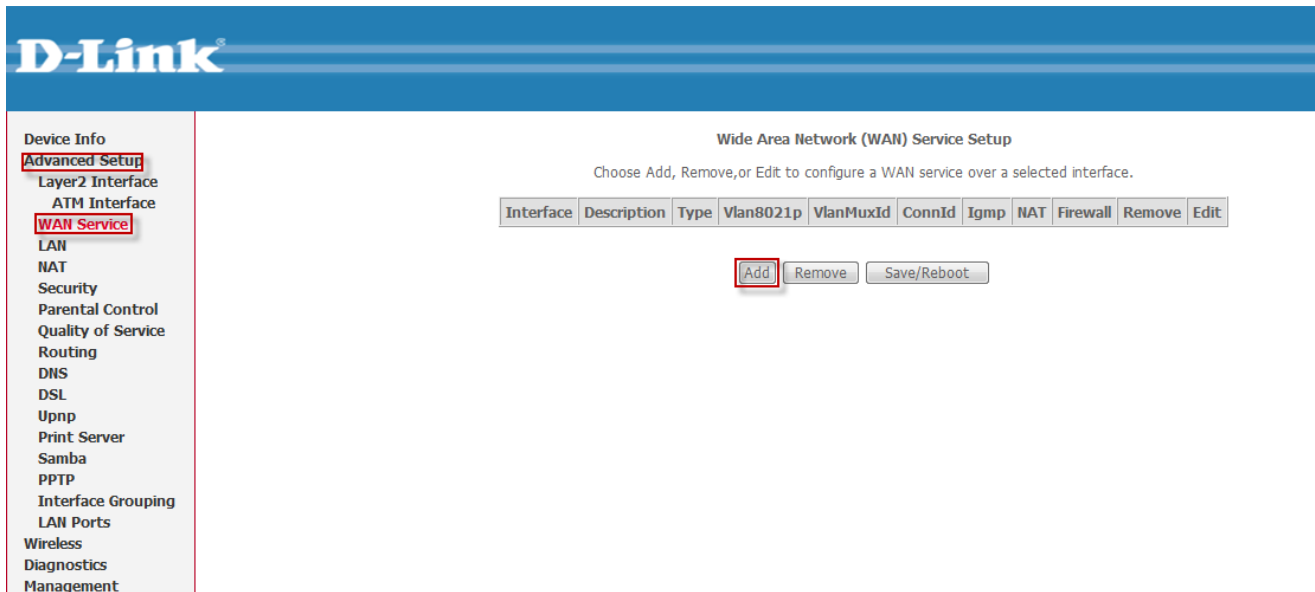 D-Link®
Device Info
Advanced Setup
Layer2 Interface
ATM Interface
WAN Service
LAN
NAT
Security
Parental Control
Quality of Service
Routing
DNS
DSL
Upnp
Print Server
Samba
PPTP
Interface Grouping
LAN Ports
Wireless
Diagnostics
Management
Wide Area Network (WAN) Service Setup
Choose Add, Remove,or Edit to configure a WAN service over a selected interface.
Interface Description Type Vlan8021p VlanMuxId ConnId Igmp NAT Firewall Remove Edit
Add Remove Save/Reboot